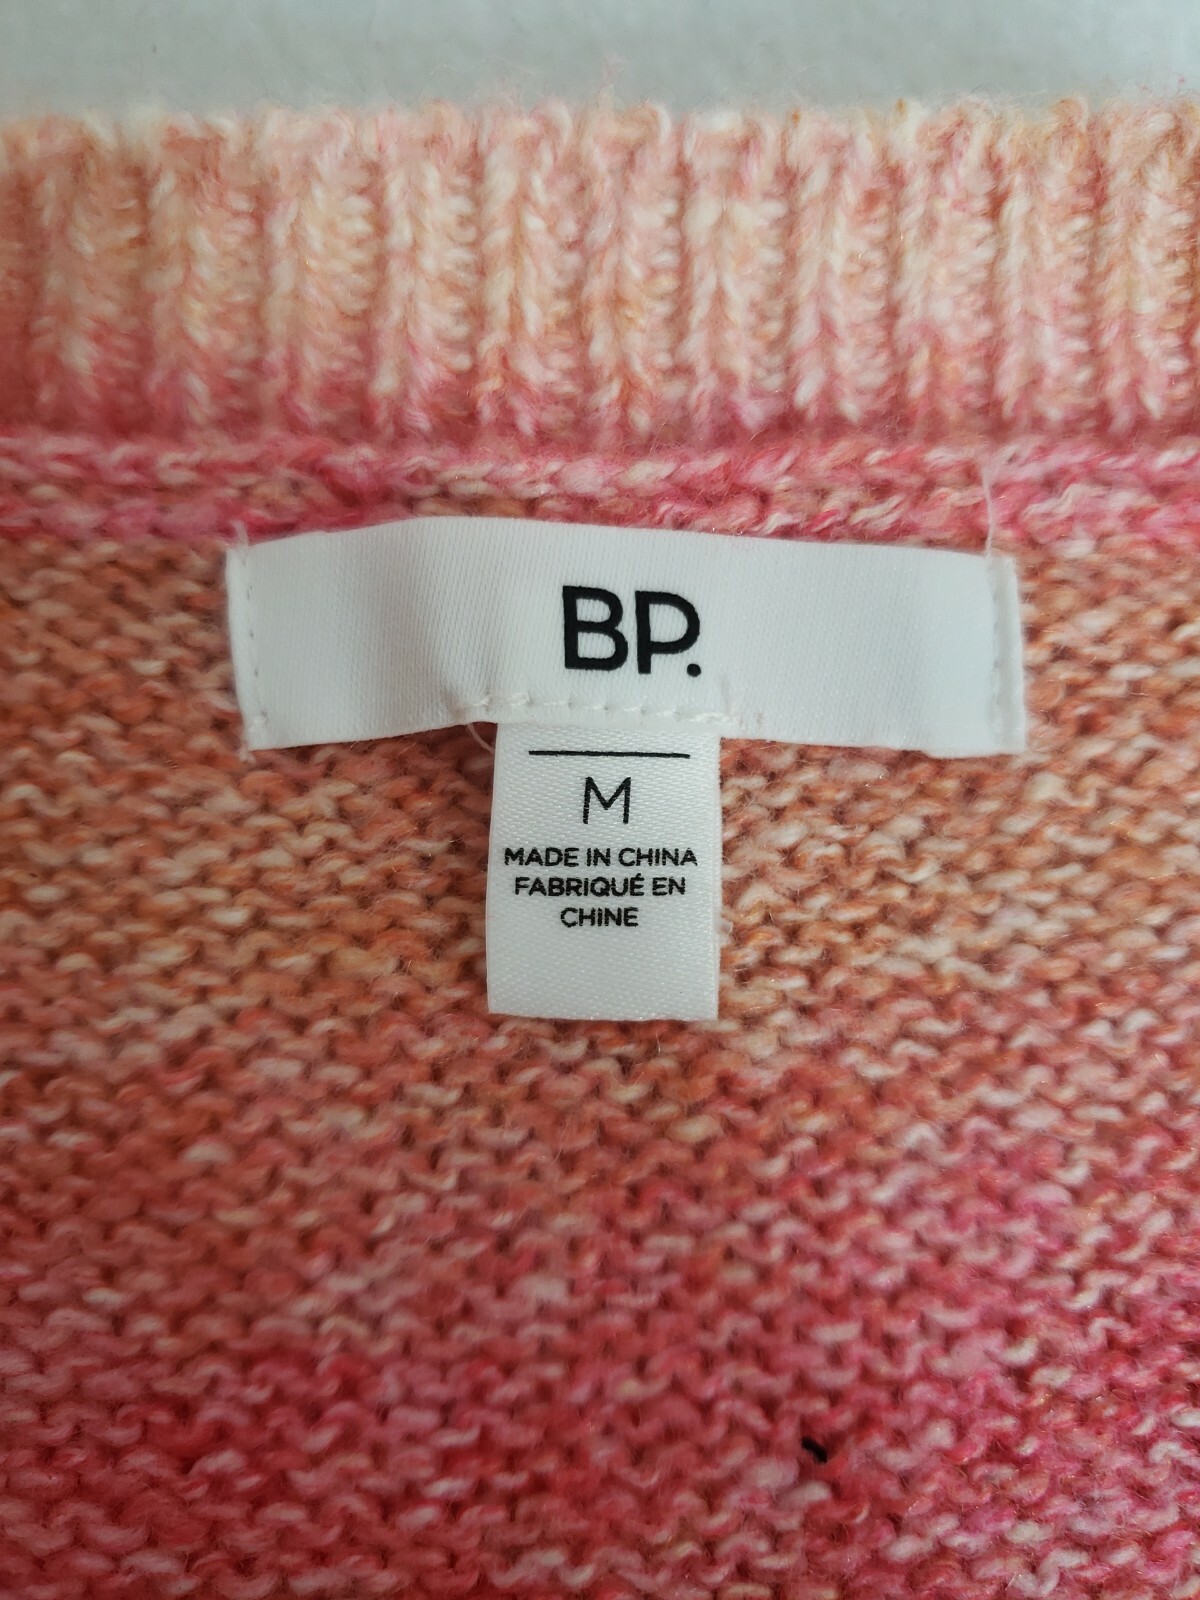 BP.
M
MADE IN CHINA
FABRIQUÉ EN
CHINE